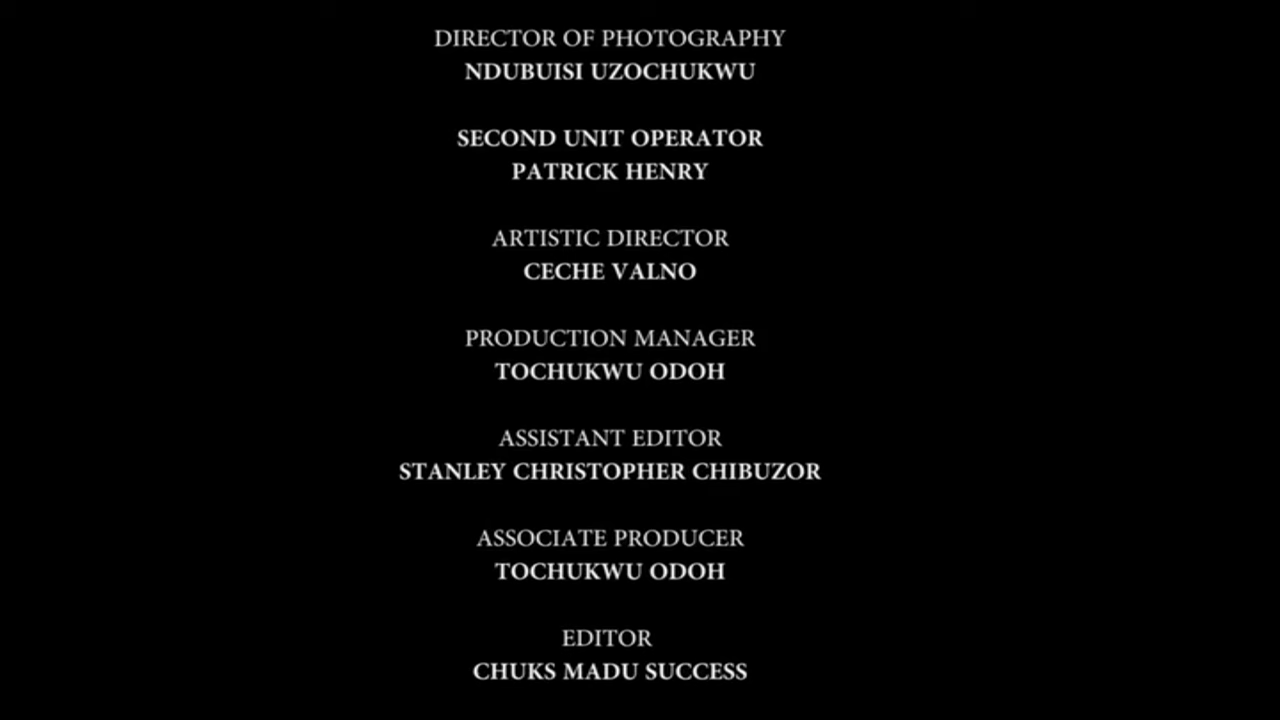 DIRECTOR OF PHOTOGRAPHY
NDUBUISI UZOCHUKWU
SECOND UNIT OPERATOR
PATRICK HENRY
ARTISTIC DIRECTOR
CECHE VALNO
PRODUCTION MANAGER
TOCHUKWU ODOH
ASSISTANT EDITOR
STANLEY CHRISTOPHER CHIBUZOR
ASSOCIATE PRODUCER
TOCHUKWU ODOH
EDITOR
CHUKS MADU SUCCESS